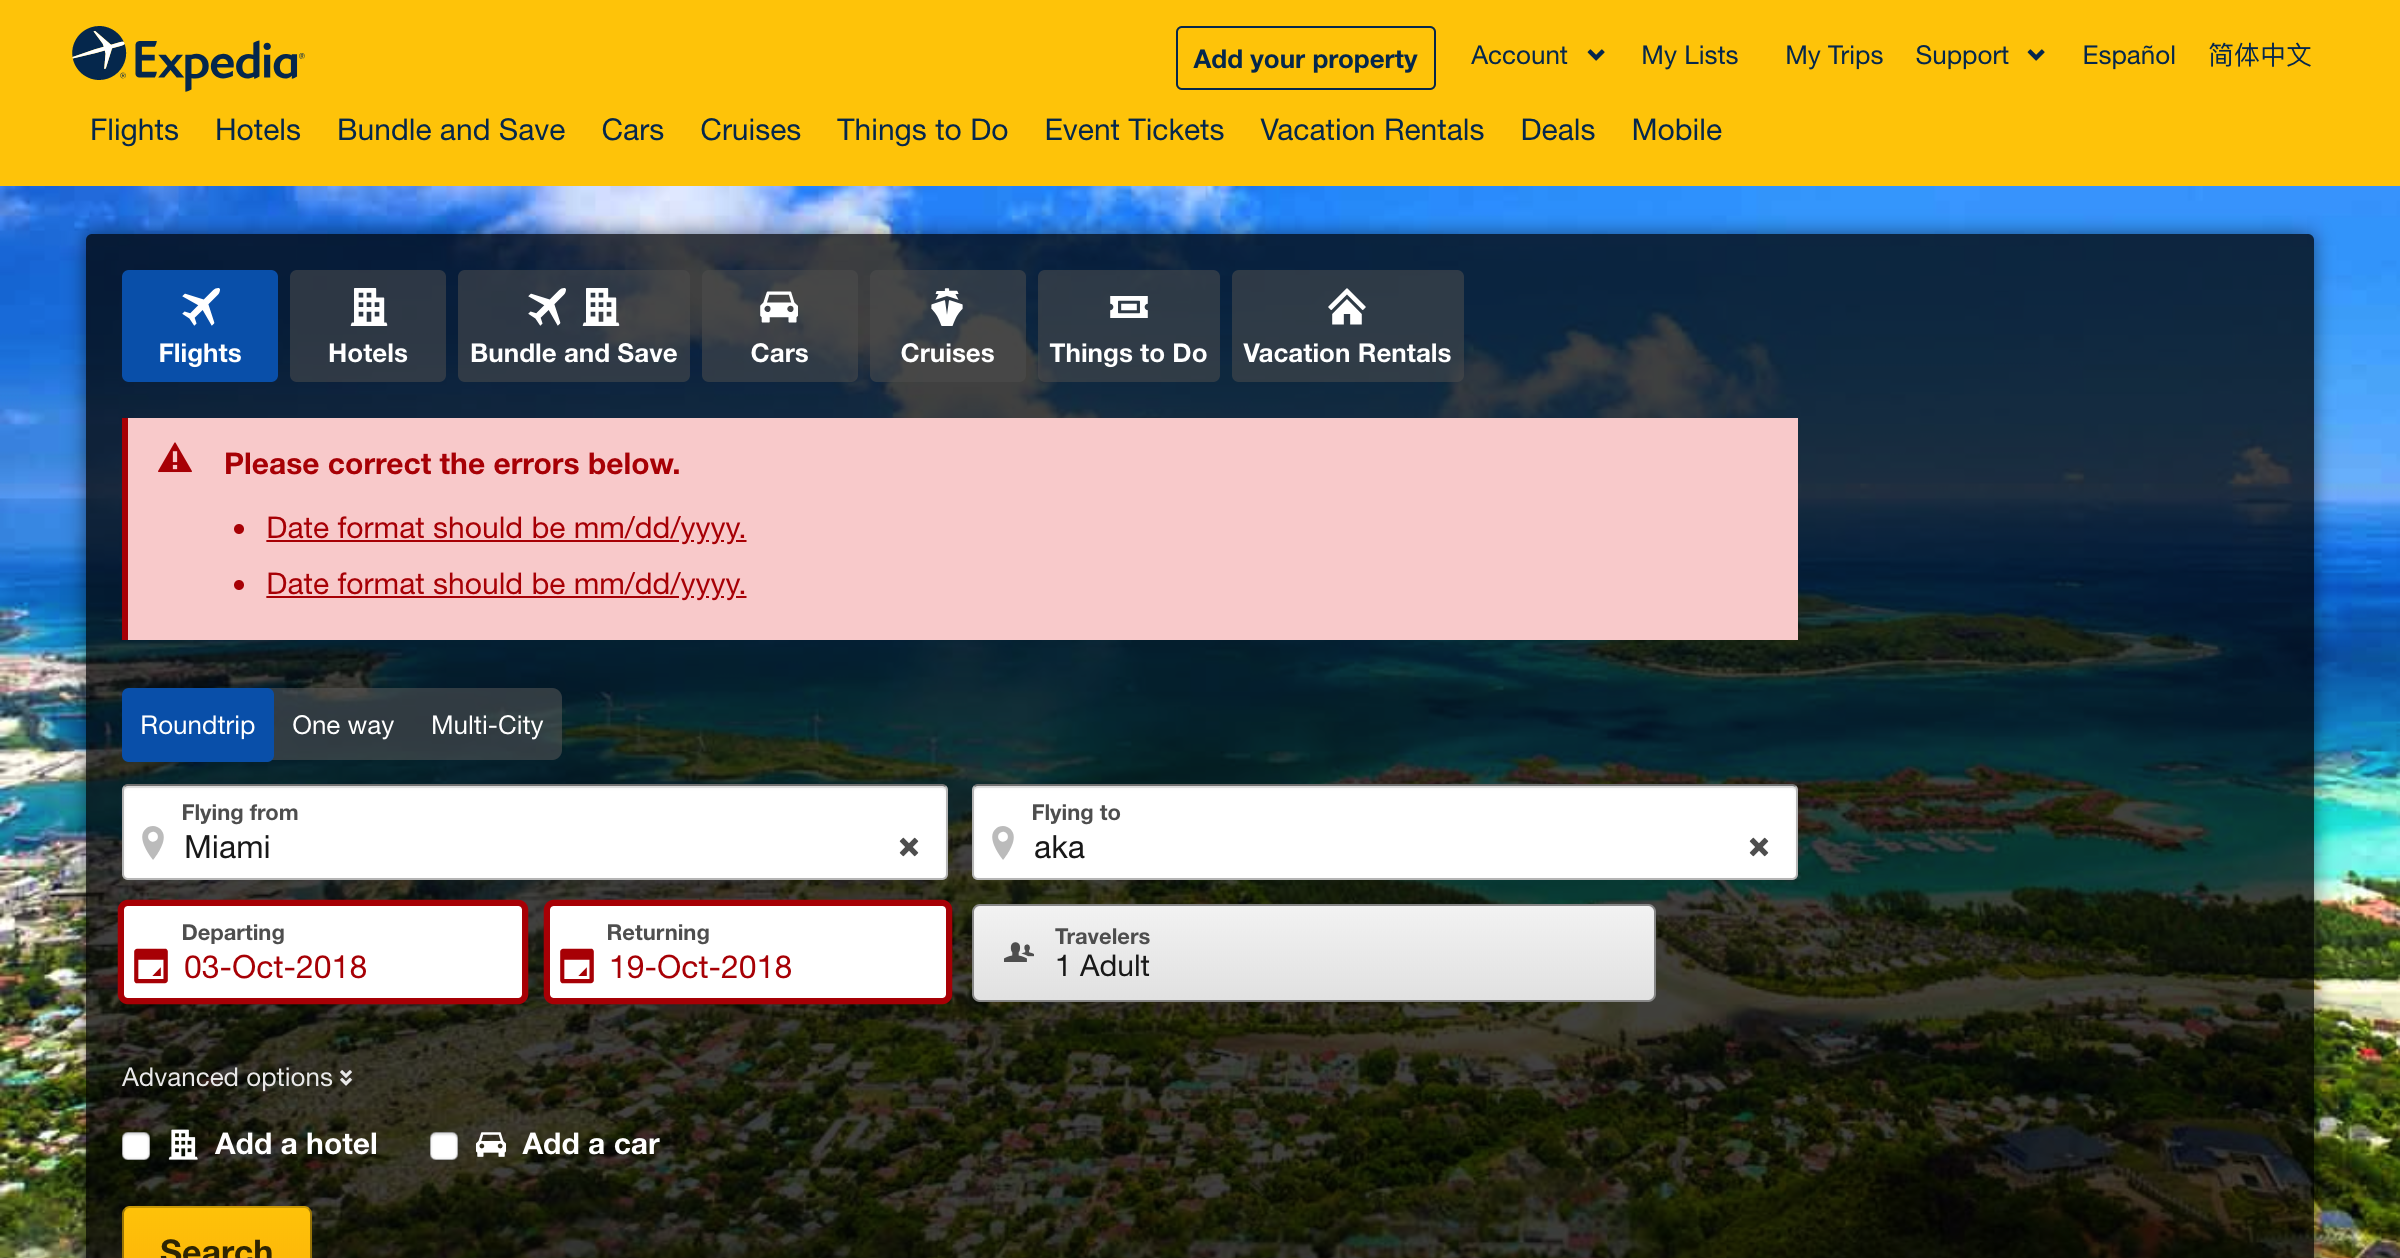 Expedia
Add your property Account My Lists My Trips Support Español 简体中文
Flights Hotels Bundle and Save Cars Cruises Things to Do Event Tickets Vacation Rentals Deals Mobile
Flights Hotels Bundle and Save Cars Cruises Things to Do Vacation Rentals
Please correct the errors below.
• Date format should be mm/dd/yyyy.
• Date format should be mm/dd/yyyy.
Roundtrip One way Multi-City
Flying from
Miami
Flying to
aka
Departing
03-Oct-2018
Returning
19-Oct-2018
Travelers
1 Adult
Advanced options
Add a hotel Add a car
Search